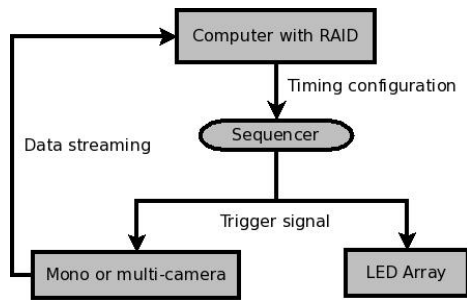 Computer with RAID
Timing configuration
Sequencer
Data streaming
Trigger signal
Mono or multi-camera
LED Array